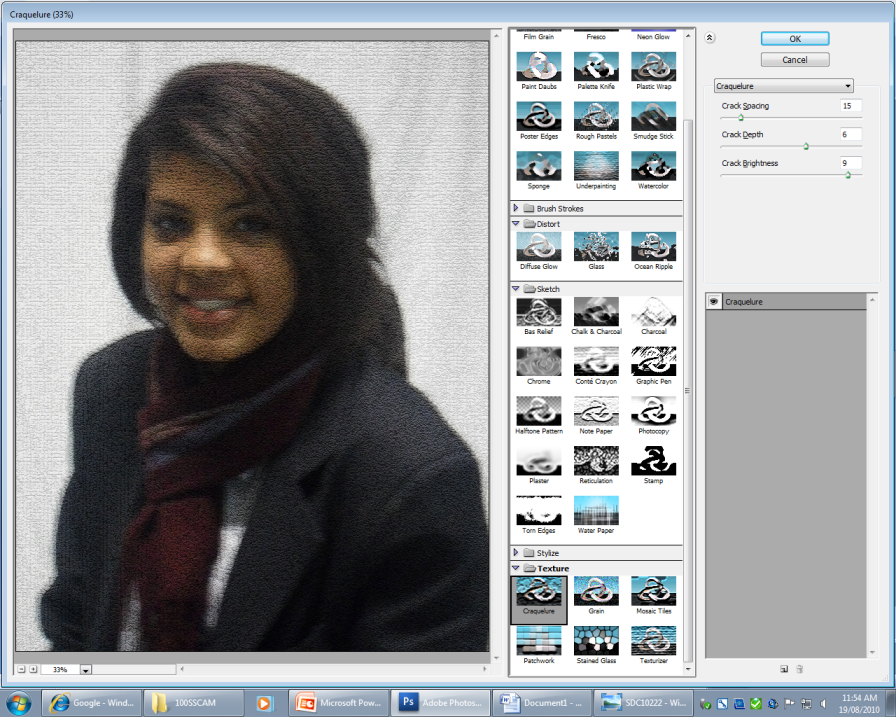 Craquelure (33%)
Film Grain Fresco Neon Glow
Paint Daubs Palette Knife Plastic Wrap
Poster Edges Rough Pastels Smudge Stick
Sponge Underpainting Watercolor
Brush Strokes
Distort
Diffuse Glow Glass Ocean Ripple
Sketch
Bas Relief Chalk & Charcoal Charcoal
Chrome Conté Crayon Graphic Pen
Halftone Pattern Note Paper Photocopy
Plaster Reticulation Stamp
Torn Edges Water Paper
Stylize
Texture
Craquelure Grain Mosaic Tiles
Patchwork Stained Glass Texturizer
OK
Cancel
Craquelure
Crack Spacing 15
Crack Depth 6
Crack Brightness 9
Craquelure
33%
Google - Wind...
100SSCAM
Microsoft Pow...
Ps Adobe Photos...
Document1 - ...
SDC10222 - Wi...
11:54 AM
19/08/2010